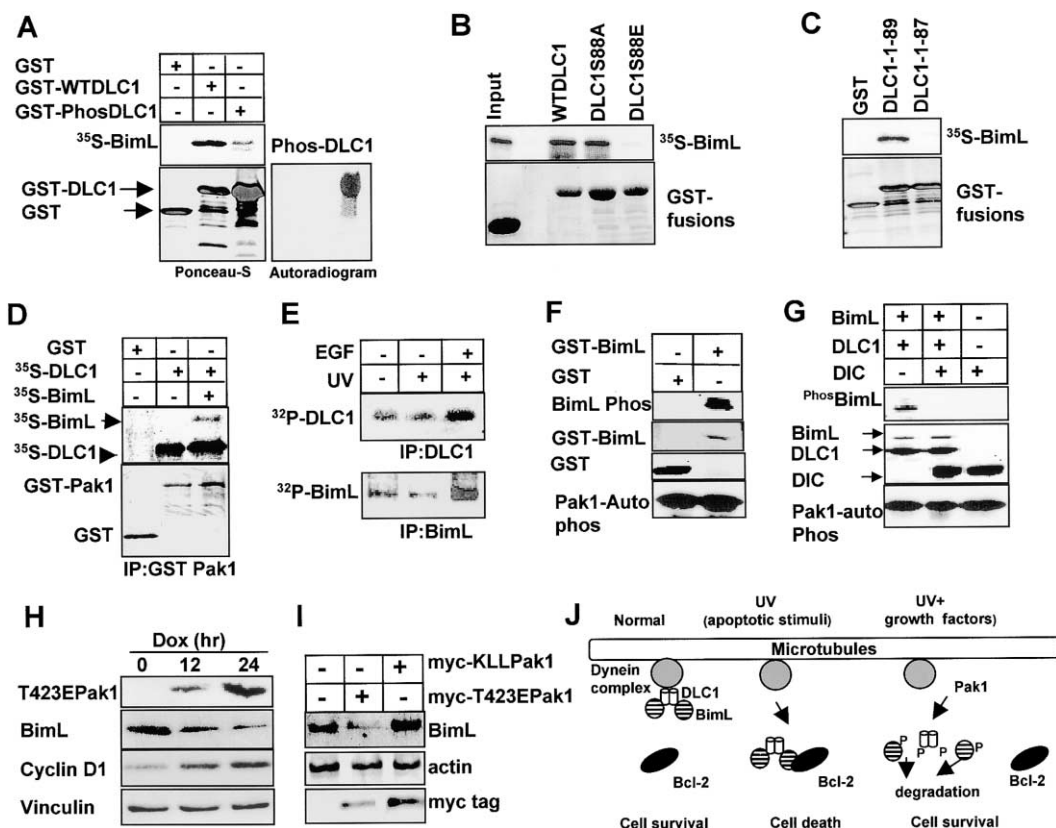 A
GST + - -
GST-WTDLC1 - + -
GST-PhosDLC1 - - +
35S-BimL
Phos-DLC1
GST-DLC1
GST
Ponceau-S
Autoradiogram
B
Input
WTDLC1
DLC1S88A
DLC1S88E
35S-BimL
GST-
fusions
C
GST
DLC1-1-89
DLC1-1-87
35S-BimL
GST-
fusions
D
GST + - -
35S-DLC1 - + +
35S-BimL - - +
35S-BimL
35S-DLC1
GST-Pak1
GST
IP:GST Pak1
E
EGF - - +
UV - + +
32P-DLC1
IP:DLC1
32P-BimL
IP:BimL
F
GST-BimL - +
GST + -
BimL Phos
GST-BimL
GST
Pak1-Auto
phos
G
BimL + + -
DLC1 + + -
DIC - + +
PhosBimL
BimL
DLC1
DIC
Pak1-auto
Phos
H
Dox (hr)
0 12 24
T423EPak1
BimL
Cyclin D1
Vinculin
I
- - + myc-KLLPak1
- + - myc-T423EPak1
BimL
actin
myc tag
J
Normal
UV
(apoptotic stimuli)
UV+
growth factors)
Microtubules
Dynein
complex
DLC1
BimL
Pak1
P P P P
Bcl-2
Bcl-2
Bcl-2
degradation
Cell survival
Cell death
Cell survival